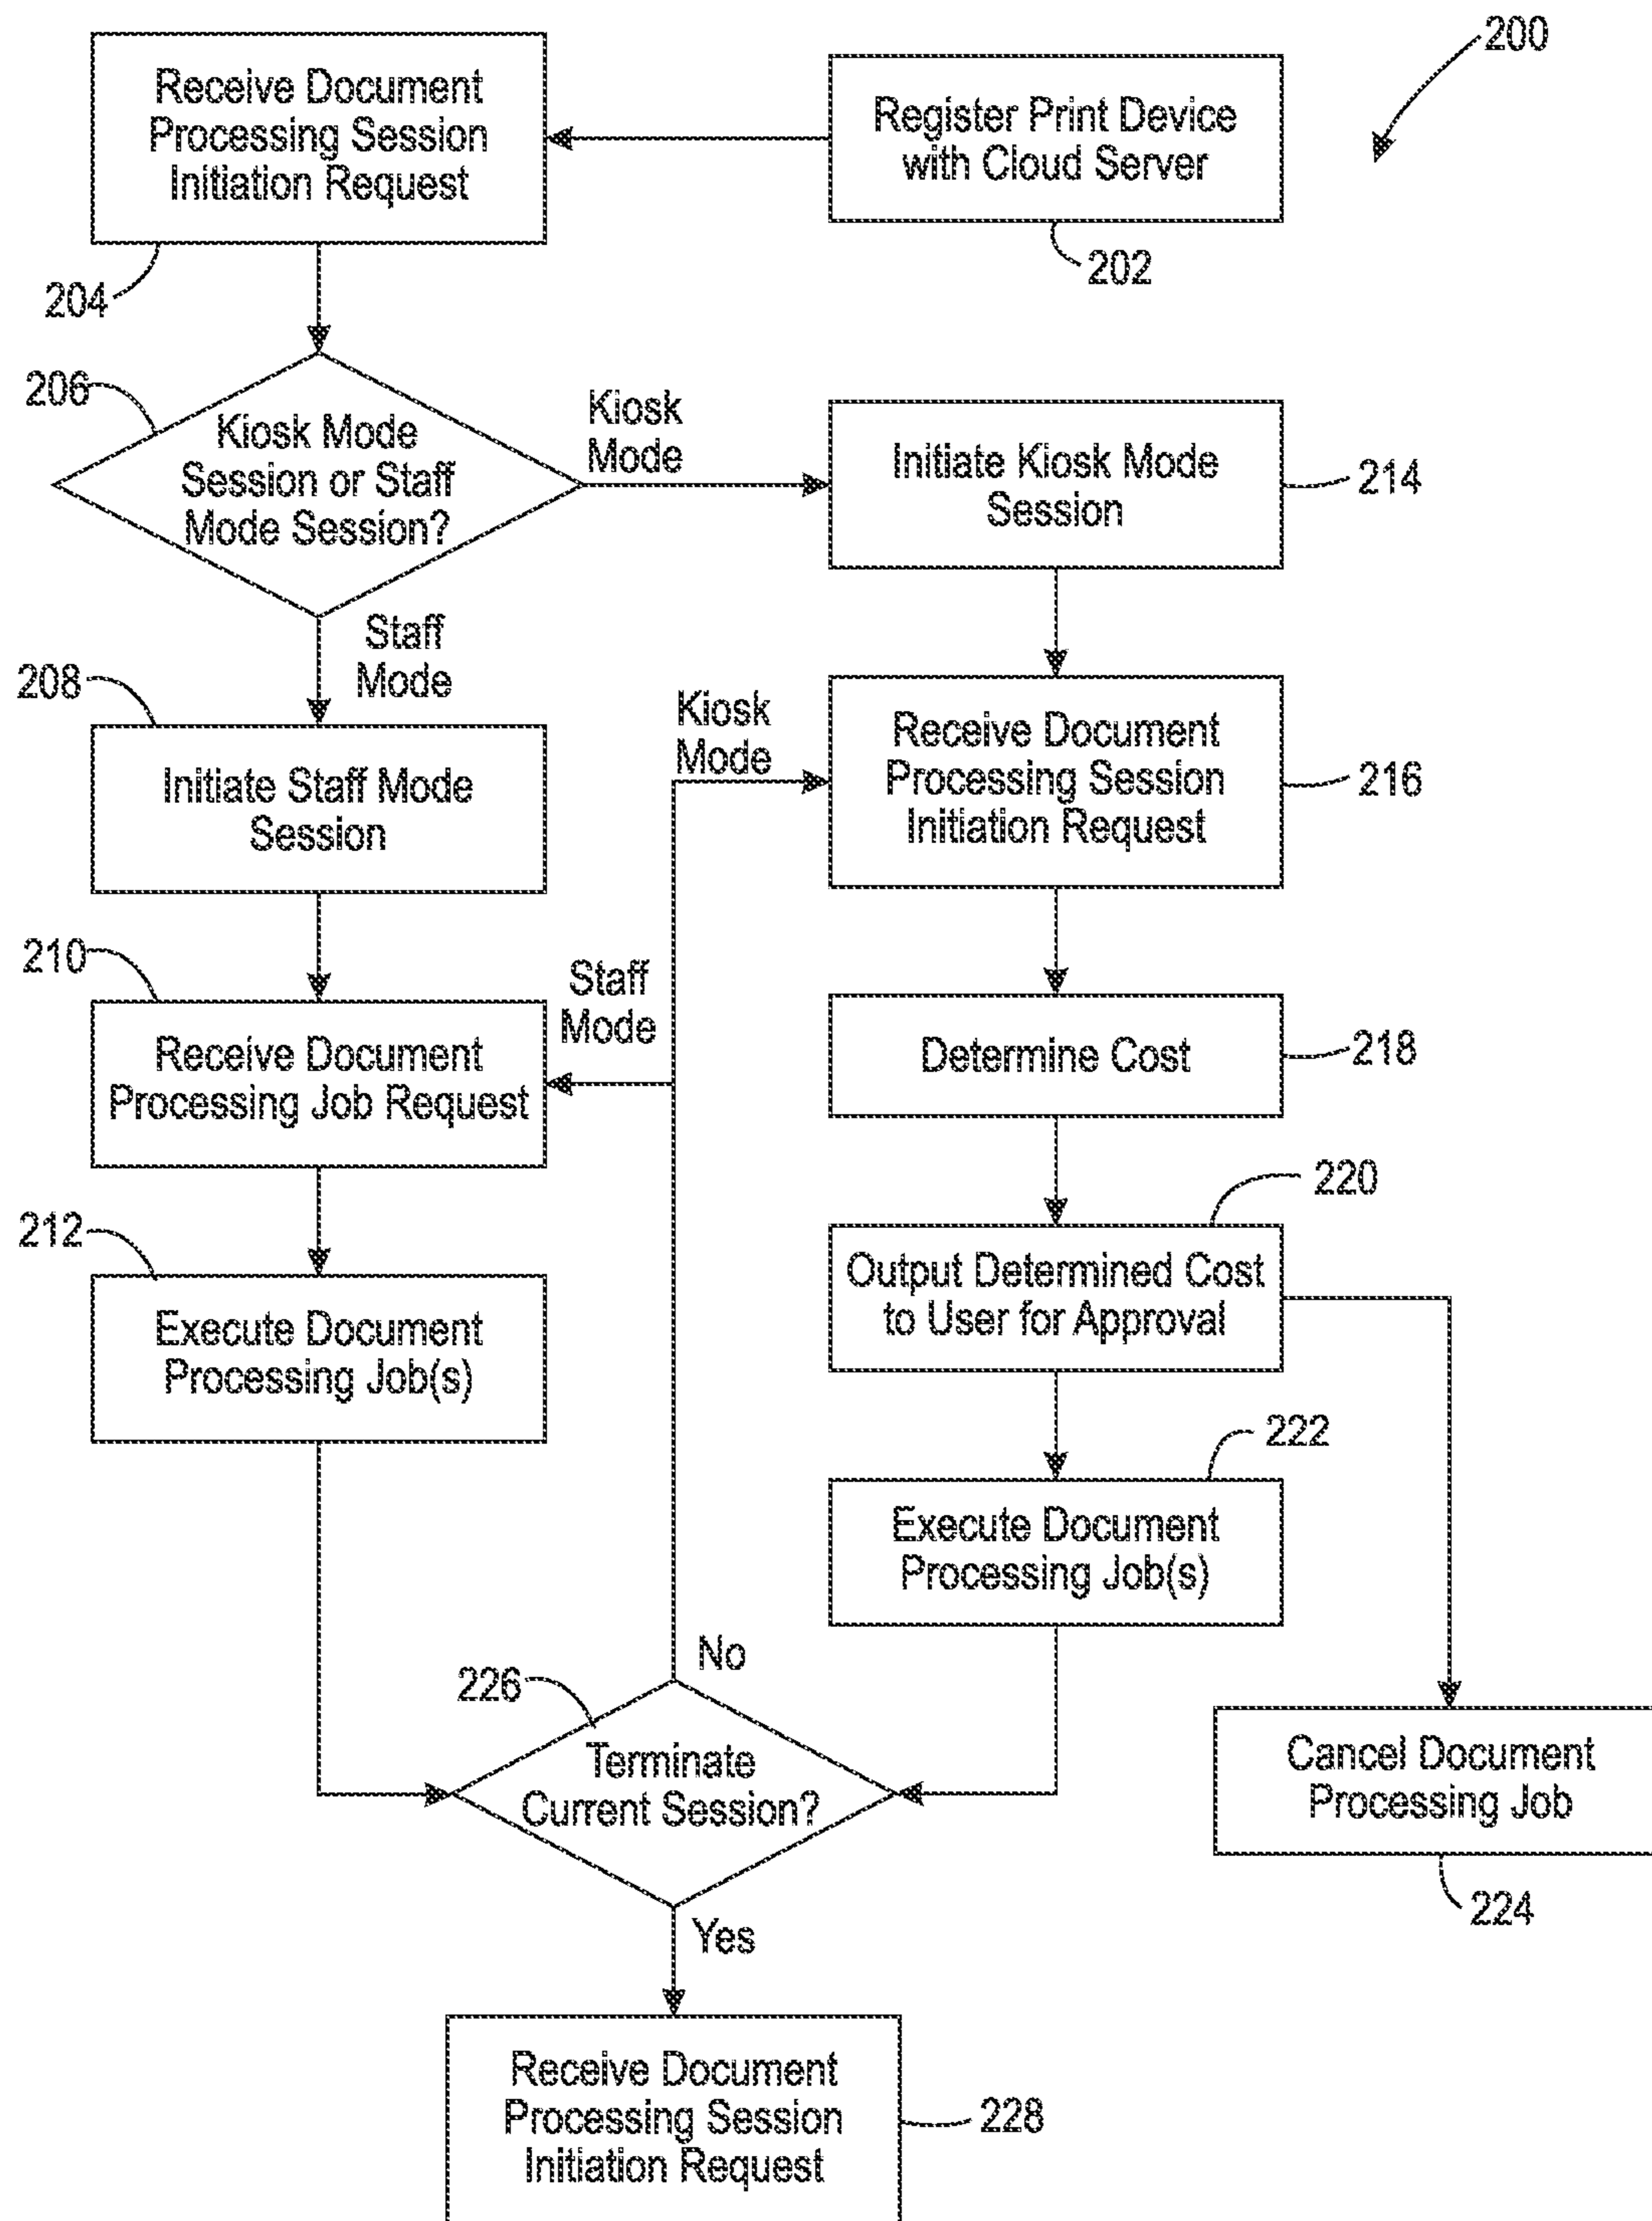 200
Receive Document
Processing Session
Initiation Request
204
Register Print Device
with Cloud Server
202
206
Kiosk Mode
Session or Staff
Mode Session?
Kiosk
Mode
Initiate Kiosk Mode
Session
214
Staff
Mode
208
Initiate Staff Mode
Session
Kiosk
Mode
Receive Document
Processing Session
Initiation Request
216
210
Receive Document
Processing Job Request
Staff
Mode
Determine Cost
218
212
Execute Document
Processing Job(s)
220
Output Determined Cost
to User for Approval
222
Execute Document
Processing Job(s)
No
226
Terminate
Current Session?
Cancel Document
Processing Job
224
Yes
Receive Document
Processing Session
Initiation Request
228